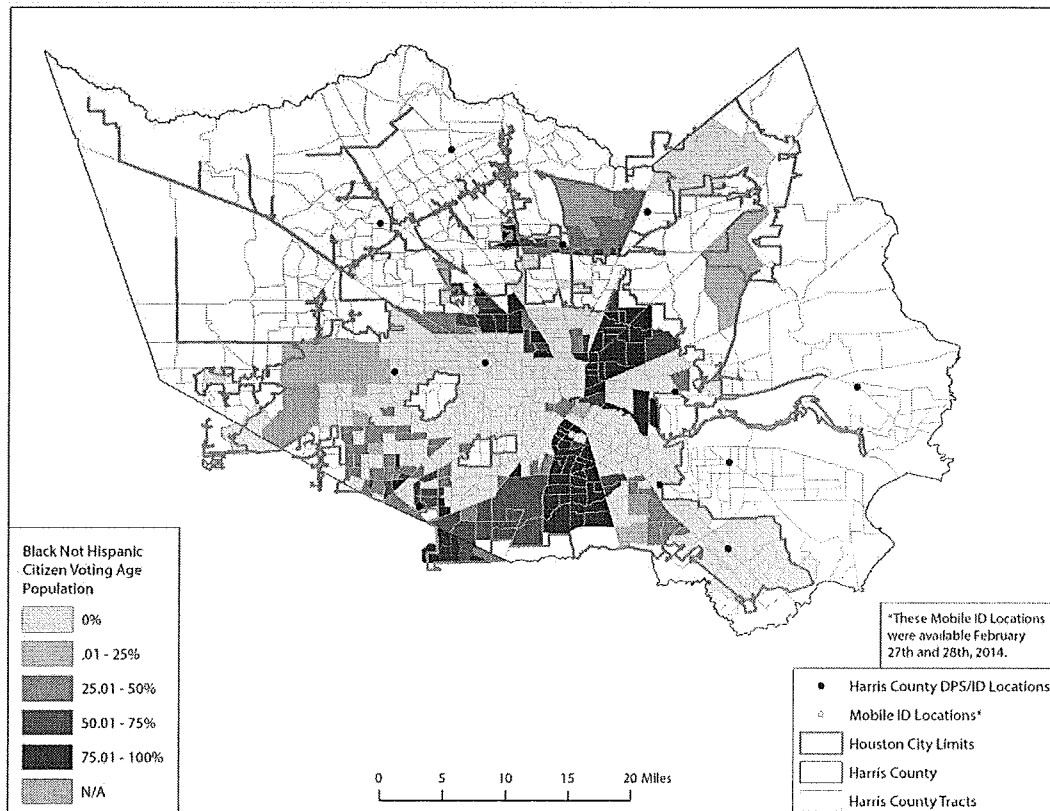 Black Not Hispanic
Citizen Voting Age
Population
0%
.01 - 25%
25.01 - 50%
50.01 - 75%
75.01 - 100%
N/A
0 5 10 15 20 Miles
*These Mobile ID Locations
were available February
27th and 28th, 2014.
Harris County DPS/ID Locations
Mobile ID Locations*
Houston City Limits
Harris County
Harris County Tracts